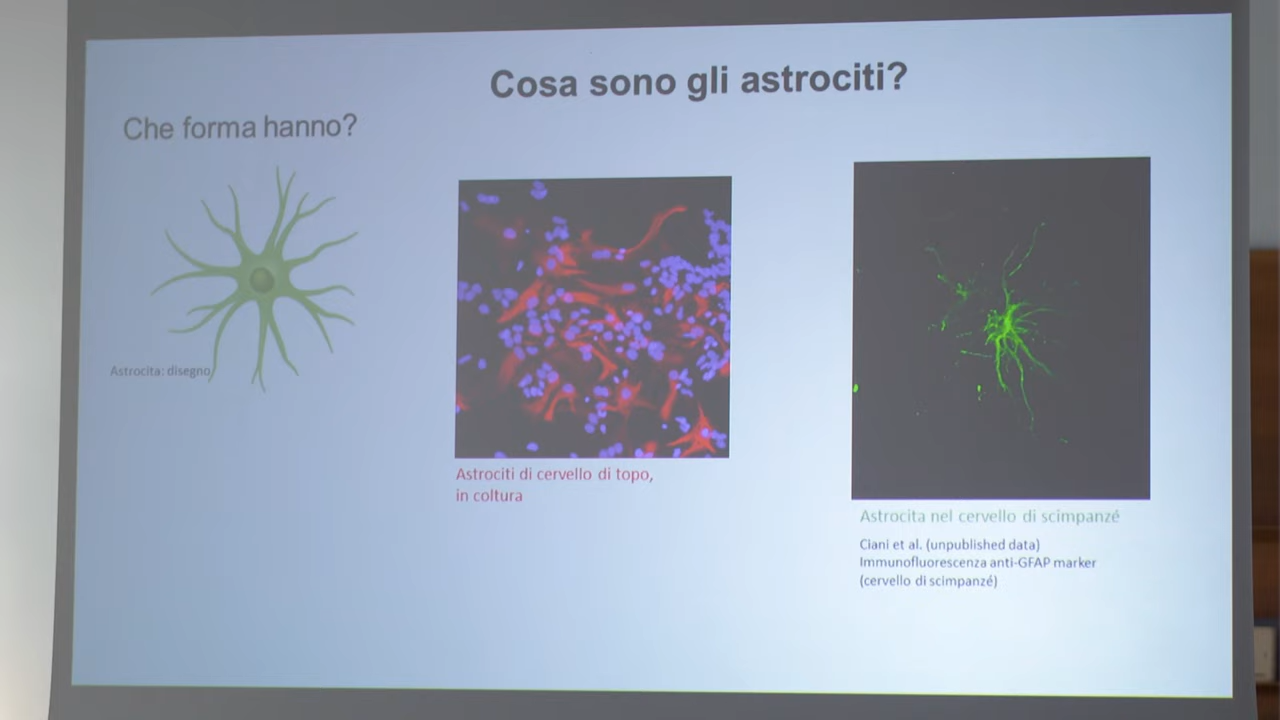 Cosa sono gli astrociti?
Che forma hanno?
Astrocita: disegno
Astrociti di cervello di topo,
in coltura
Astrocita nel cervello di scimpanzé
Ciani et al. (unpublished data)
Immunofluorescenza anti-GFAP marker
(cervello di scimpanzé)